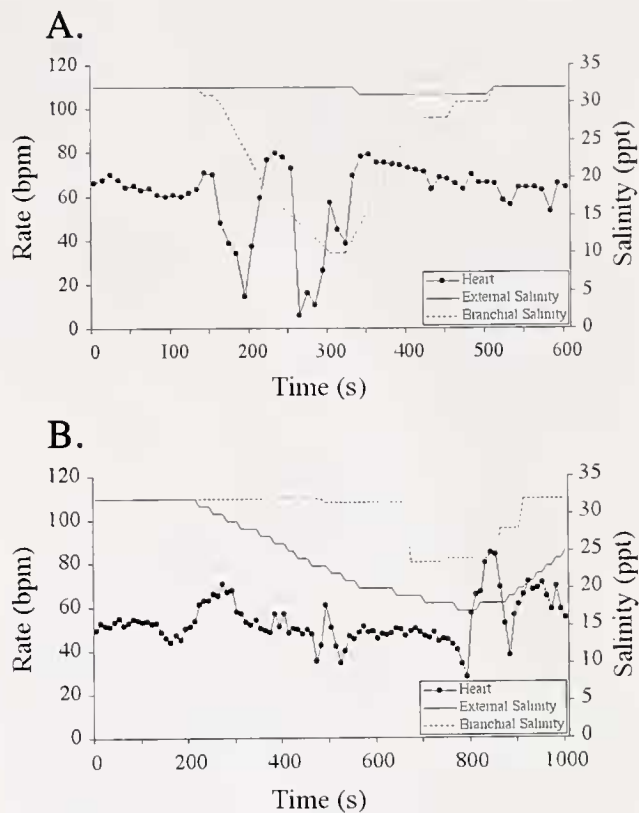 A.
120
100
80
60
40
20
0
Rate (bpm)
35
30
25
20
15
10
5
0
Salinity (ppt)
Heart
External Salinity
Branchial Salinity
0 100 200 300 400 500 600
Time (s)
B.
120
100
80
60
40
20
0
Rate (bpm)
35
30
25
20
15
10
5
0
Salinity (ppt)
Heart
External Salinity
Branchial Salinity
0 200 400 600 800 1000
Time (s)